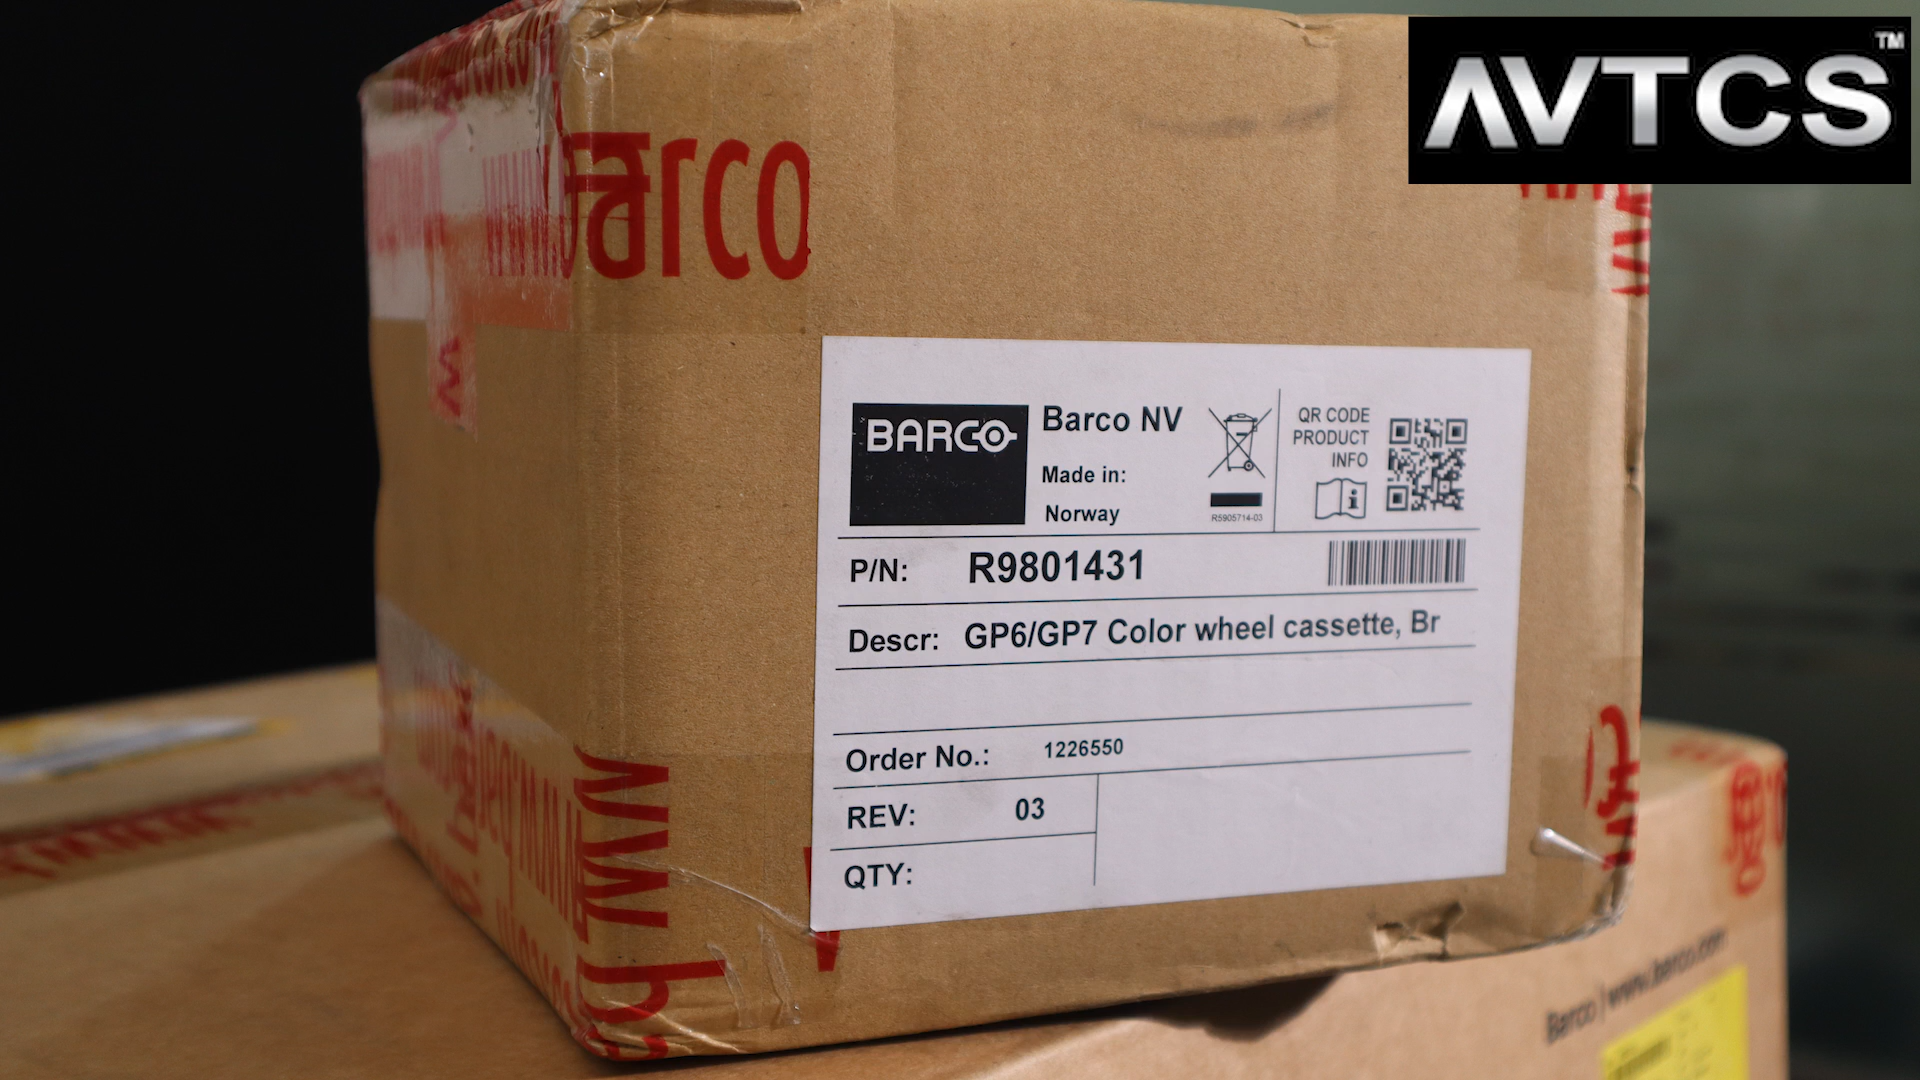 AVTCS™
Barco
BARCO
Barco NV
Made in:
Norway
R5905714-03
QR CODE
PRODUCT
INFO
P/N: R9801431
Descr: GP6/GP7 Color wheel cassette, Br
Order No.: 1226550
REV: 03
QTY:
Barco | www.barco.com